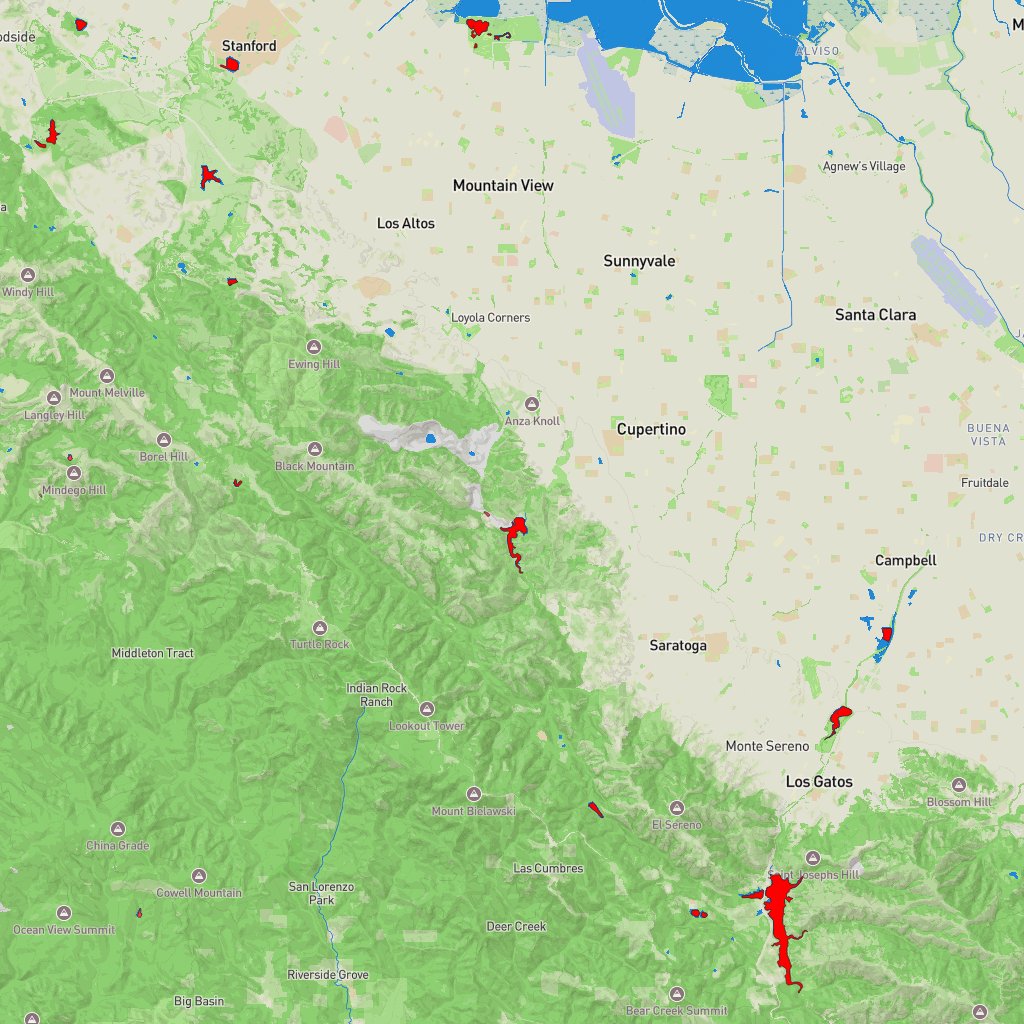 Stanford
ALVISO
Agnew's Village
Mountain View
Los Altos
Sunnyvale
Windy Hill
Loyola Corners
Santa Clara
Ewing Hill
Mount Melville
Langley Hill
Anza Knoll
Cupertino
BUENA
VISTA
Borel Hill
Black Mountain
Mindego Hill
Fruitdale
DRY CR
Campbell
Turtle Rock
Saratoga
Middleton Tract
Indian Rock
Ranch
Lookout Tower
Monte Sereno
Los Gatos
Mount Bielawski
El Sereno
Blossom Hill
China Grade
Las Cumbres
Saint Josephs Hill
Cowell Mountain
San Lorenzo
Park
Ocean View Summit
Deer Creek
Riverside Grove
Big Basin
Bear Creek Summit